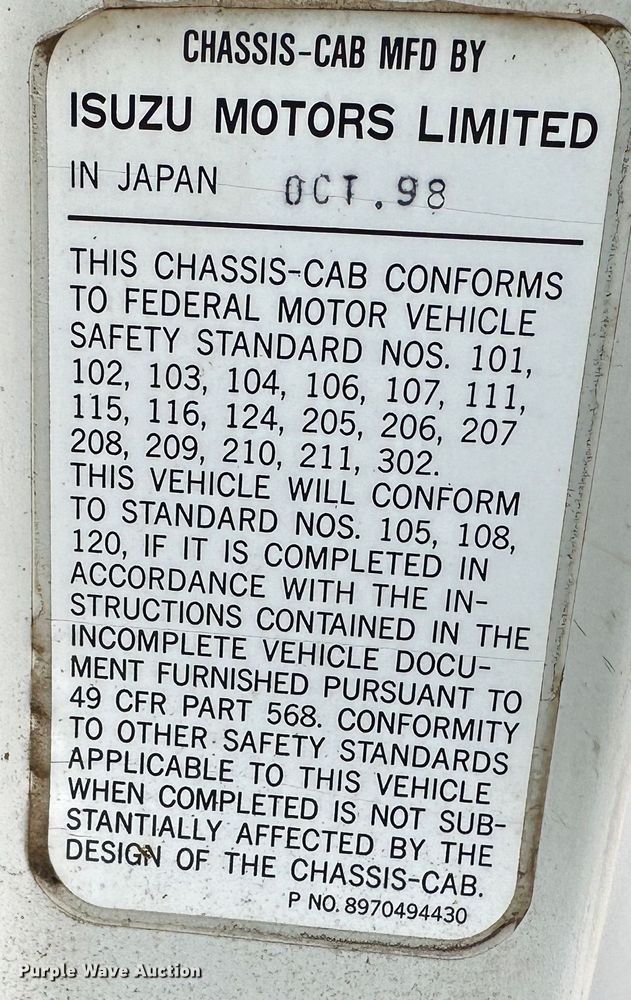 CHASSIS-CAB MFD BY
ISUZU MOTORS LIMITED
IN JAPAN OCT.98
THIS CHASSIS-CAB CONFORMS
TO FEDERAL MOTOR VEHICLE
SAFETY STANDARD NOS. 101,
102, 103, 104, 106, 107, 111,
115, 116, 124, 205, 206, 207
208, 209, 210, 211, 302.
THIS VEHICLE WILL CONFORM
TO STANDARD NOS. 105, 108,
120, IF IT IS COMPLETED IN
ACCORDANCE WITH THE IN-
STRUCTIONS CONTAINED IN THE
INCOMPLETE VEHICLE DOCU-
MENT FURNISHED PURSUANT TO
49 CFR PART 568. CONFORMITY
TO OTHER SAFETY STANDARDS
APPLICABLE TO THIS VEHICLE
WHEN COMPLETED IS NOT SUB-
STANTIALLY AFFECTED BY THE
DESIGN OF THE CHASSIS-CAB.
P NO. 8970494430
Purple Wave Auction